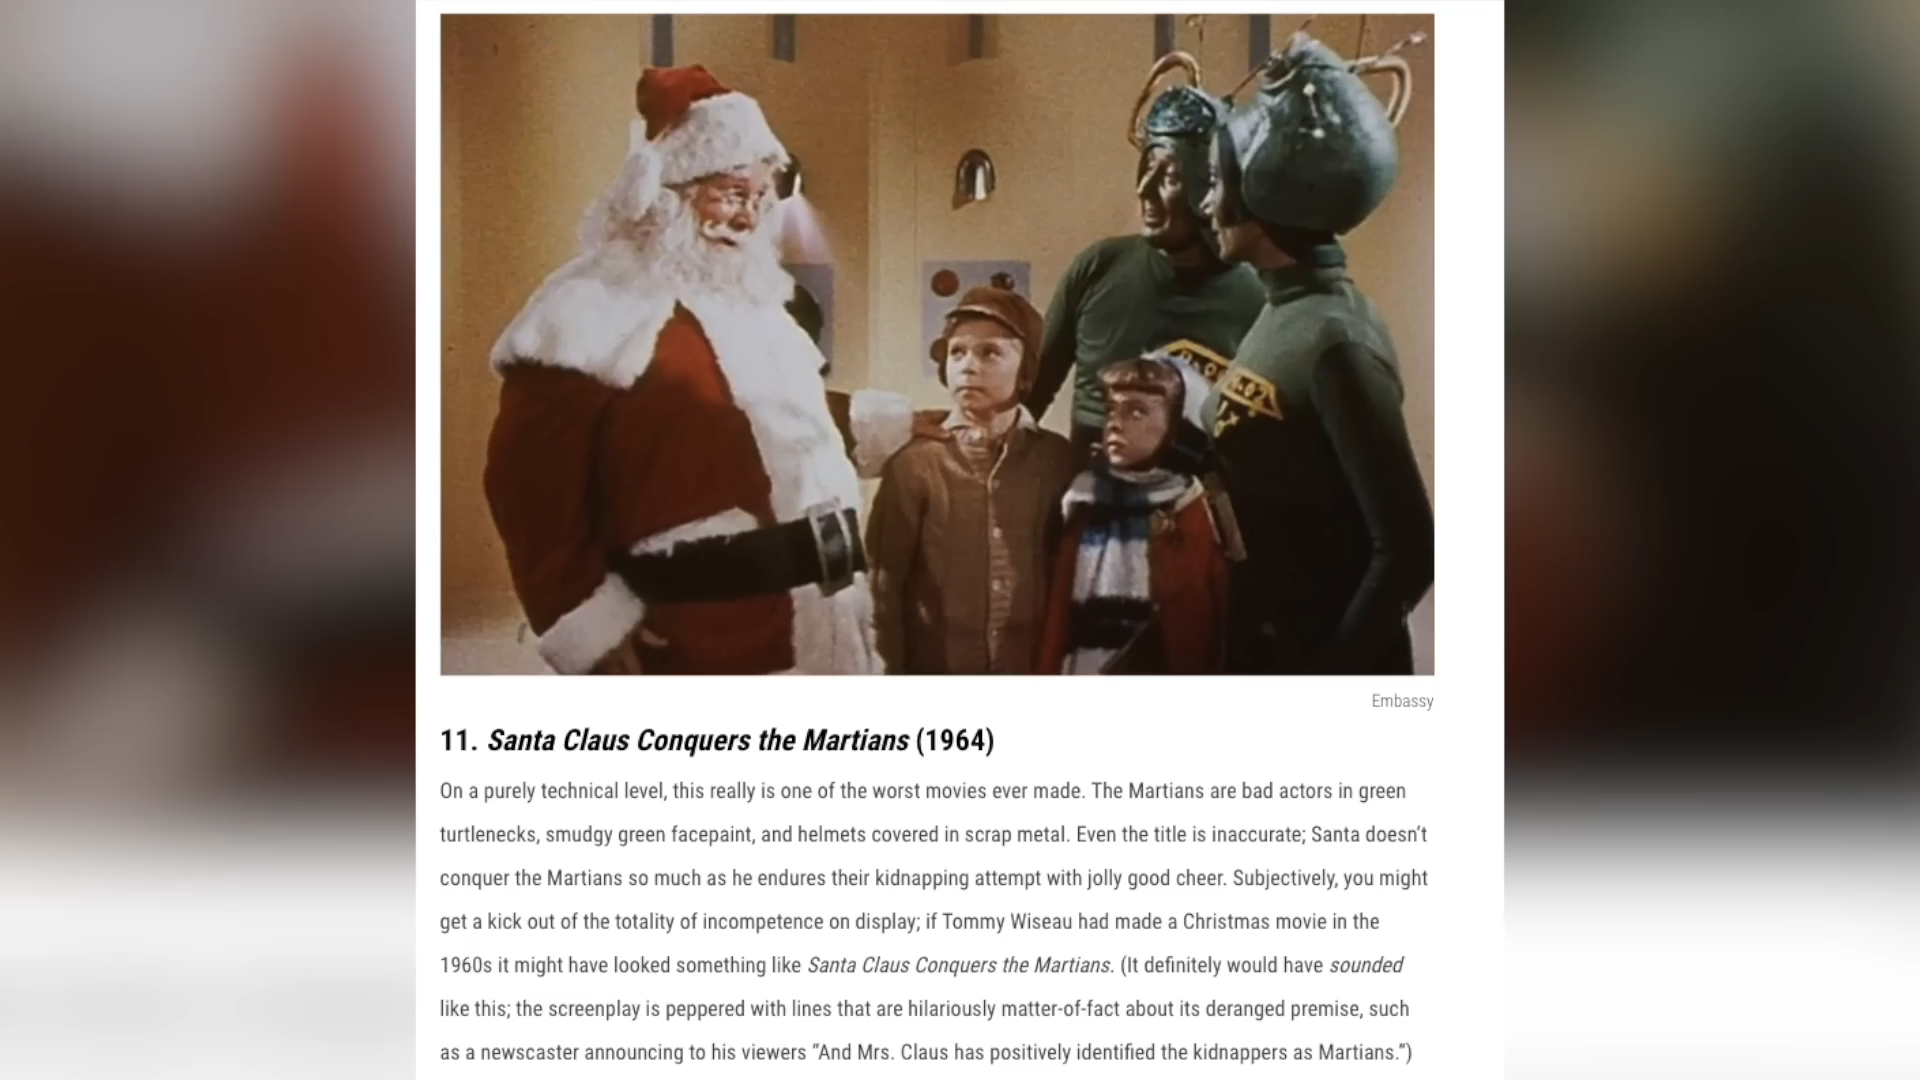 Embassy
11. Santa Claus Conquers the Martians (1964)
On a purely technical level, this really is one of the worst movies ever made. The Martians are bad actors in green
turtlenecks, smudgy green facepaint, and helmets covered in scrap metal. Even the title is inaccurate; Santa doesn’t
conquer the Martians so much as he endures their kidnapping attempt with jolly good cheer. Subjectively, you might
get a kick out of the totality of incompetence on display; if Tommy Wiseau had made a Christmas movie in the
1960s it might have looked something like Santa Claus Conquers the Martians. (It definitely would have sounded
like this; the screenplay is peppered with lines that are hilariously matter-of-fact about its deranged premise, such
as a newscaster announcing to his viewers “And Mrs. Claus has positively identified the kidnappers as Martians.”)